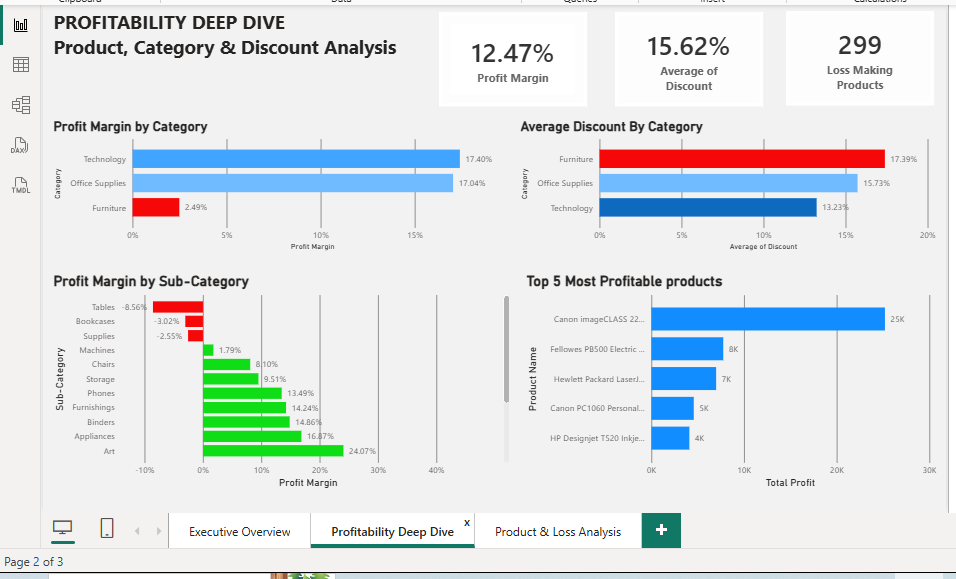 Clipboard
Data
Queries
Insert
Calculations
PROFITABILITY DEEP DIVE
Product, Category & Discount Analysis
12.47%
Profit Margin
15.62%
Average of
Discount
299
Loss Making
Products
DAX
TMDL
Profit Margin by Category
Category
Technology 17.40%
Office Supplies 17.04%
Furniture 2.49%
0% 5% 10% 15%
Profit Margin
Average Discount By Category
Category
Furniture 17.39%
Office Supplies 15.73%
Technology 13.23%
0% 5% 10% 15% 20%
Average of Discount
Profit Margin by Sub-Category
Sub-Category
Tables -8.56%
Bookcases -3.02%
Supplies -2.55%
Machines 1.79%
Chairs 8.10%
Storage 9.51%
Phones 13.49%
Furnishings 14.24%
Binders 14.86%
Appliances 16.87%
Art 24.07%
-10% 0% 10% 20% 30% 40%
Profit Margin
Top 5 Most Profitable products
Product Name
Canon imageCLASS 22... 25K
Fellowes PB500 Electric ... 8K
Hewlett Packard LaserJ... 7K
Canon PC1060 Personal... 5K
HP Designjet T520 Inkje... 4K
0K 10K 20K 30K
Total Profit
Executive Overview
Profitability Deep Dive x
Product & Loss Analysis
+
Page 2 of 3